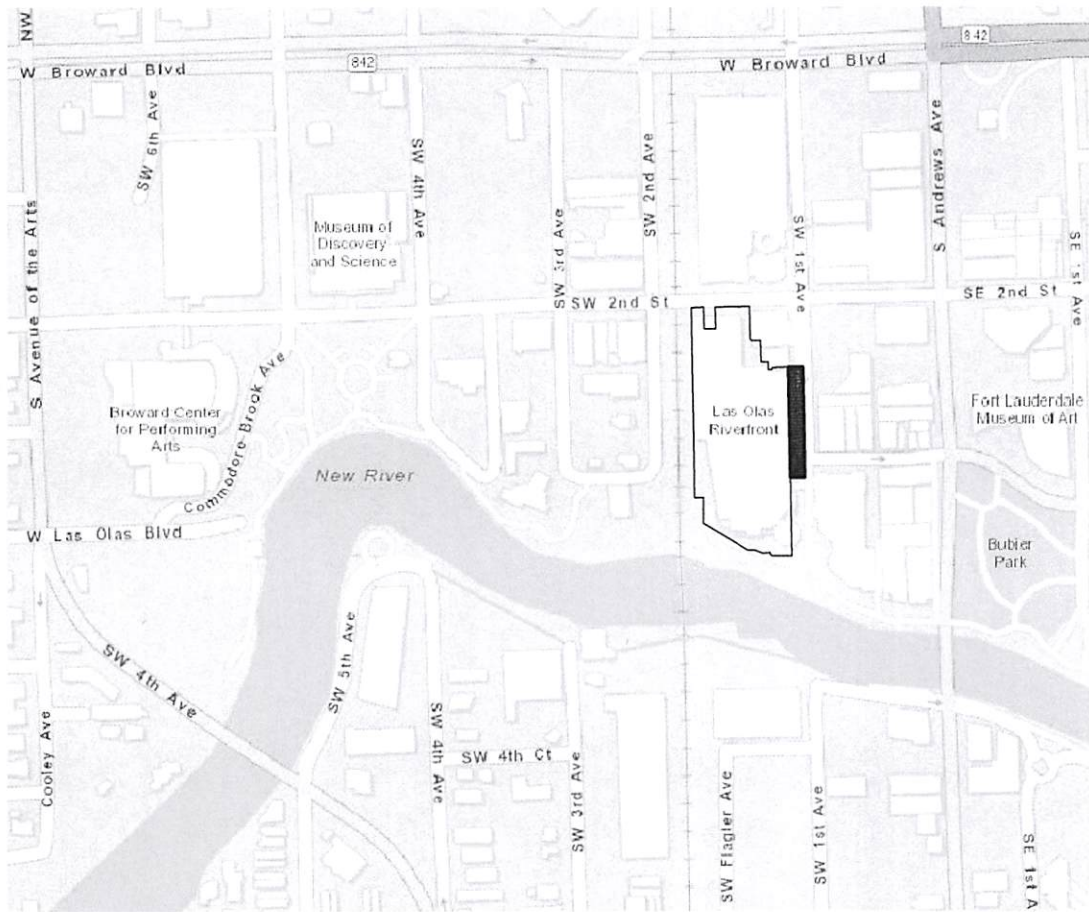 NW
842
842
W Broward Blvd
W Broward Blvd
SW 5th Ave
S Avenue of the Arts
Museum of
Discovery
and Science
SW 4th Ave
SW 3rd Ave
SW 2nd Ave
SW 1st Ave
S Andrews Ave
SE 1st Ave
SW 2nd St
SE 2nd St
Broward Center
for Performing
Arts
Commodore Brook Ave
New River
Las Olas
Riverfront
Fort Lauderdale
Museum of Art
W Las Olas Blvd
Bubier
Park
SW 4th Ave
SW 5th Ave
SW 4th Ave
SW 4th Ct
SW 3rd Ave
Cooley Ave
SW Flagler Ave
SW 1st Ave
SE 1st A